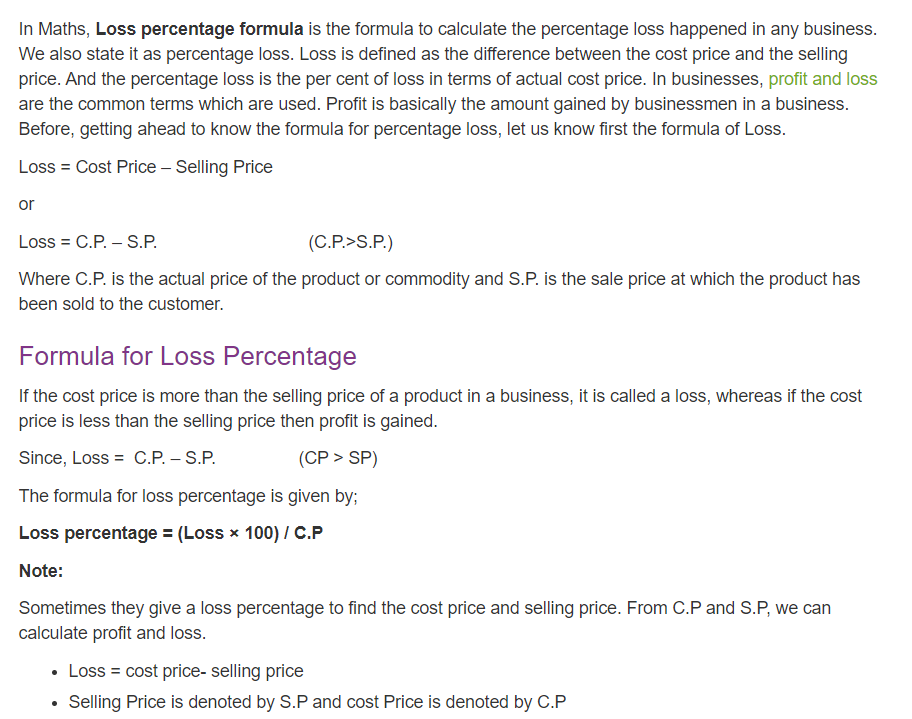 In Maths, Loss percentage formula is the formula to calculate the percentage loss happened in any business.
We also state it as percentage loss. Loss is defined as the difference between the cost price and the selling
price. And the percentage loss is the per cent of loss in terms of actual cost price. In businesses, profit and loss
are the common terms which are used. Profit is basically the amount gained by businessmen in a business.
Before, getting ahead to know the formula for percentage loss, let us know first the formula of Loss.
Loss = Cost Price – Selling Price
or
Loss = C.P. – S.P. (C.P.>S.P.)
Where C.P. is the actual price of the product or commodity and S.P. is the sale price at which the product has
been sold to the customer.
Formula for Loss Percentage
If the cost price is more than the selling price of a product in a business, it is called a loss, whereas if the cost
price is less than the selling price then profit is gained.
Since, Loss = C.P. – S.P. (CP > SP)
The formula for loss percentage is given by;
Loss percentage = (Loss × 100) / C.P
Note:
Sometimes they give a loss percentage to find the cost price and selling price. From C.P and S.P, we can
calculate profit and loss.
• Loss = cost price- selling price
• Selling Price is denoted by S.P and cost Price is denoted by C.P